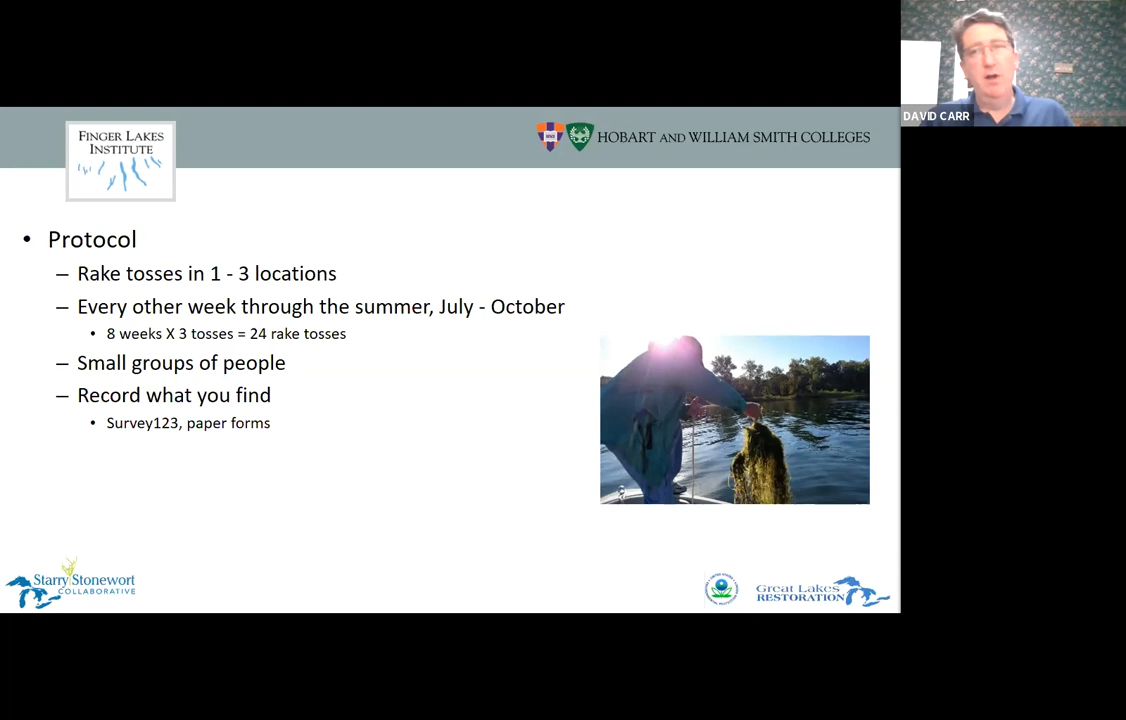 DAVID CARR
FINGER LAKES
INSTITUTE
HOBART AND WILLIAM SMITH COLLEGES
• Protocol
– Rake tosses in 1 - 3 locations
– Every other week through the summer, July - October
• 8 weeks X 3 tosses = 24 rake tosses
– Small groups of people
– Record what you find
• Survey123, paper forms
Starry Stonewort
COLLABORATIVE
Great Lakes
RESTORATION